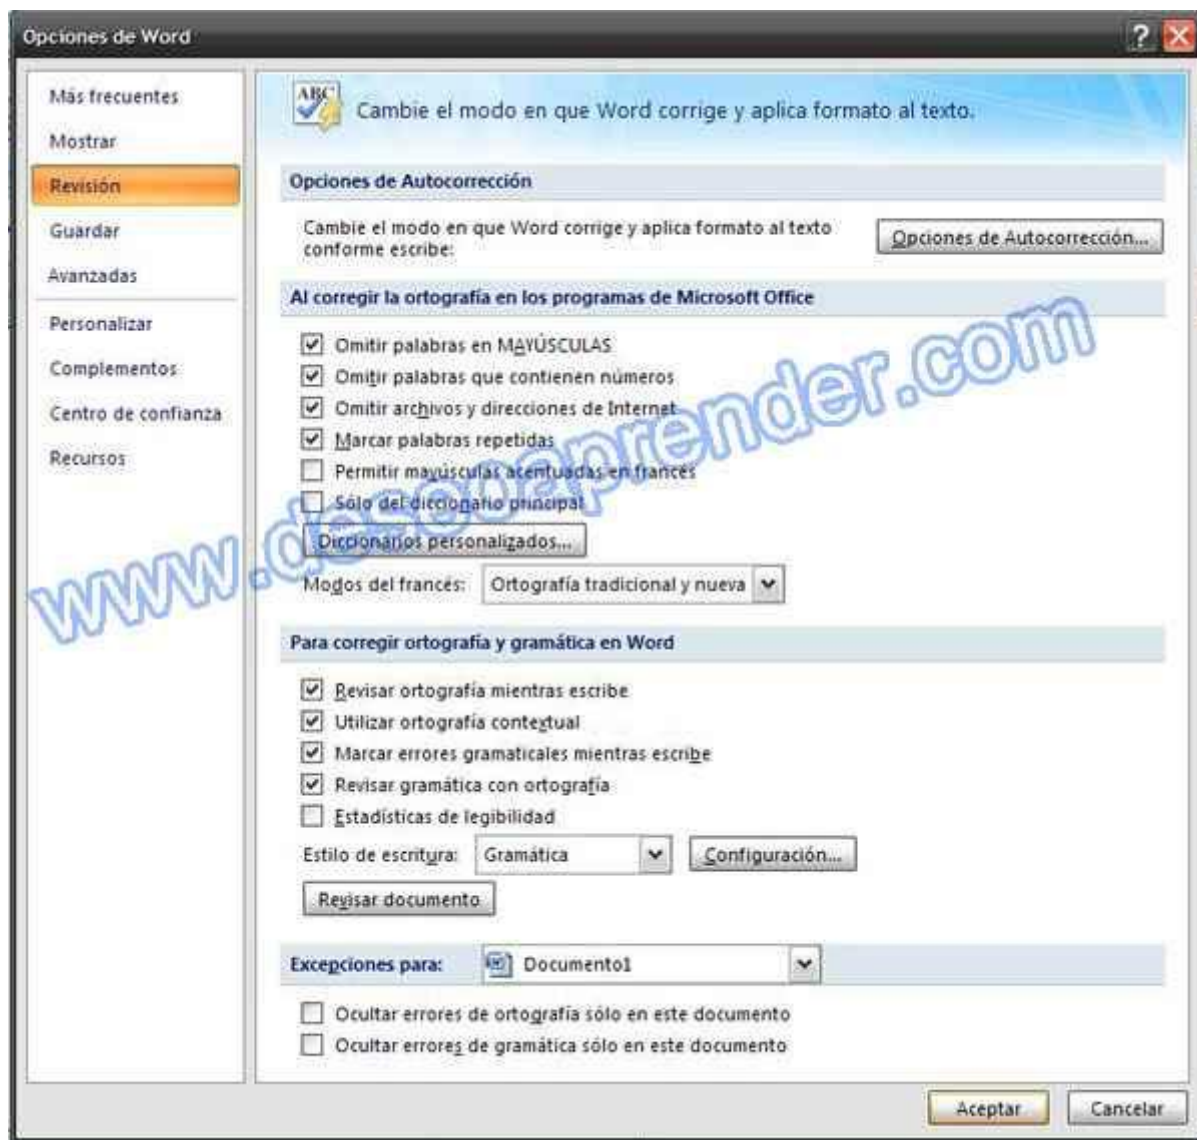 Opciones de Word
Más frecuentes
Mostrar
Revisión
Guardar
Avanzadas
Personalizar
Complementos
Centro de confianza
Recursos
ABC
Cambie el modo en que Word corrige y aplica formato al texto.
Opciones de Autocorrección
Cambie el modo en que Word corrige y aplica formato al texto
conforme escribe:
Opciones de Autocorrección...
Al corregir la ortografía en los programas de Microsoft Office
Omitir palabras en MAYÚSCULAS
Omitir palabras que contienen números
Omitir archivos y direcciones de Internet
Marcar palabras repetidas
Permitir mayúsculas acentuadas en francés
Sólo del diccionario principal
Diccionarios personalizados...
Modos del francés: Ortografía tradicional y nueva
www.deseoaprender.com
Para corregir ortografía y gramática en Word
Revisar ortografía mientras escribe
Utilizar ortografía contextual
Marcar errores gramaticales mientras escribe
Revisar gramática con ortografía
Estadísticas de legibilidad
Estilo de escritura: Gramática Configuración...
Revisar documento
Excepciones para: Documento1
Ocultar errores de ortografía sólo en este documento
Ocultar errores de gramática sólo en este documento
Aceptar Cancelar